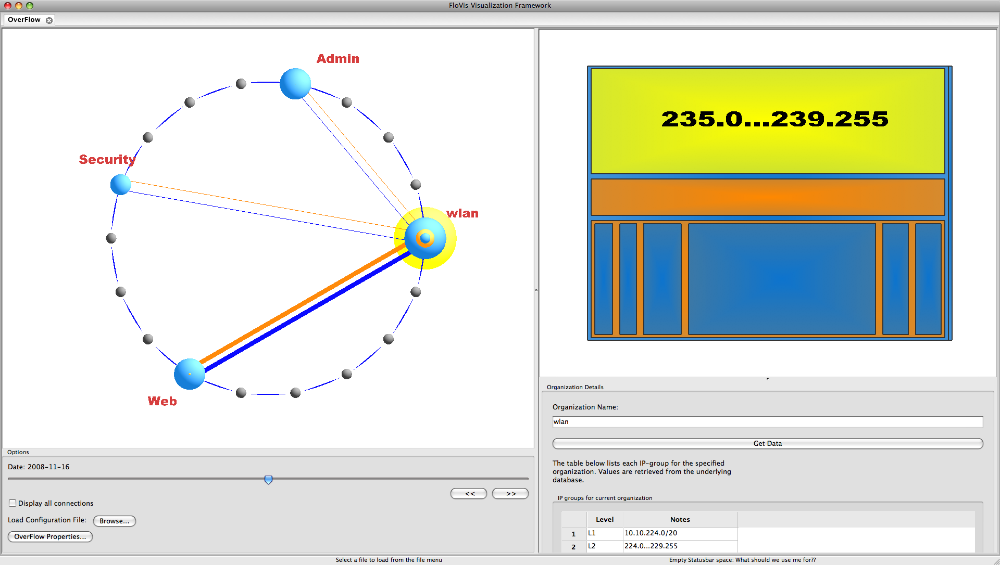 FloVis Visualization Framework
OverFlow
Admin
Security
wlan
Web
235.0...239.255
Options
Date: 2008-11-16
<<
>>
Display all connections
Load Configuration File:
Browse...
OverFlow Properties...
Organization Details
Organization Name:
wlan
Get Data
The table below lists each IP-group for the specified
organization. Values are retrieved from the underlying
database.
IP groups for current organization
Level Notes
1 L1 10.10.224.0/20
2 L2 224.0...229.255
Select a file to load from the file menu
Empty Statusbar space: What should we use me for??